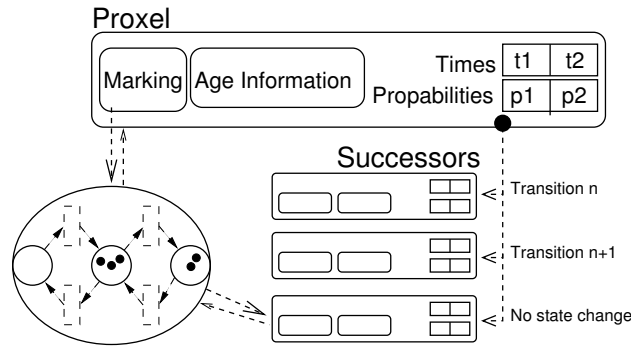 Proxel
Marking
Age Information
Times t1 t2
Propabilities p1 p2
Successors
Transition n
Transition n+1
No state change